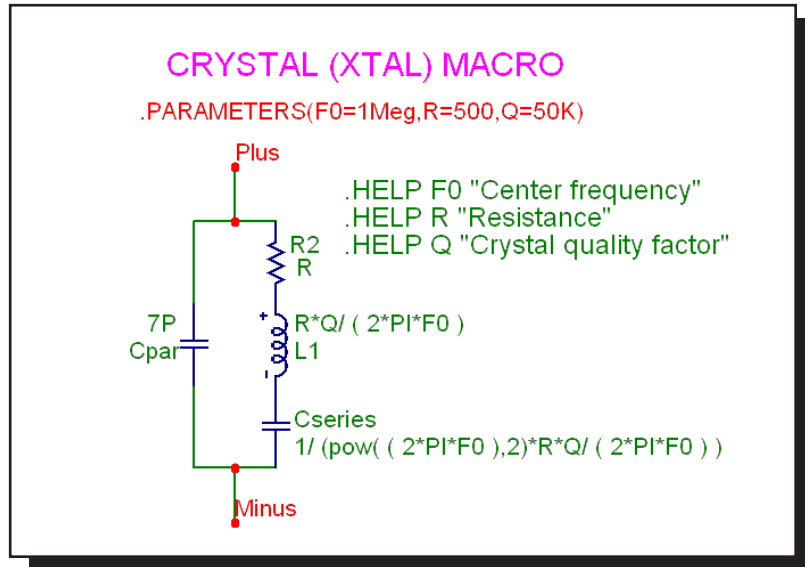 CRYSTAL (XTAL) MACRO
.PARAMETERS(F0=1Meg,R=500,Q=50K)
Plus
.HELP F0 "Center frequency"
.HELP R "Resistance"
.HELP Q "Crystal quality factor"
R2
R
7P
Cpar
+
R*Q/ ( 2*PI*F0 )
L1
-
Cseries
1/ (pow( ( 2*PI*F0 ),2)*R*Q/ ( 2*PI*F0 ) )
Minus